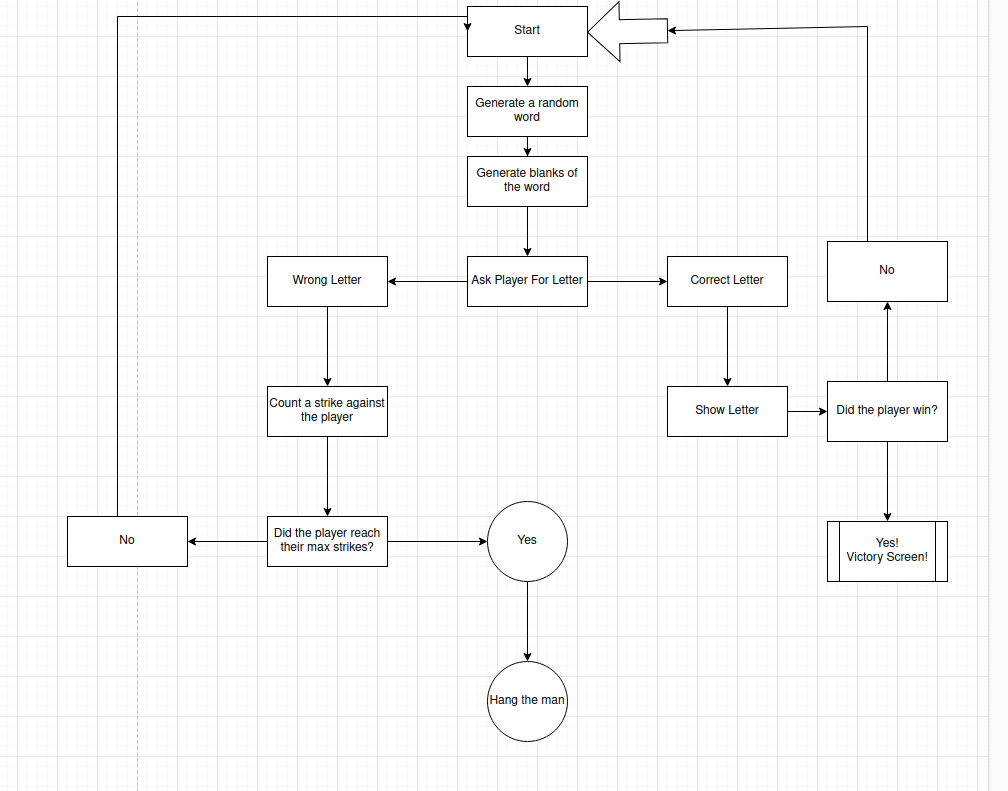 Start
Generate a random
word
Generate blanks of
the word
No
Wrong Letter
Ask Player For Letter
Correct Letter
Count a strike against
the player
Show Letter
Did the player win?
No
Did the player reach
their max strikes?
Yes
Yes!
Victory Screen!
Hang the man